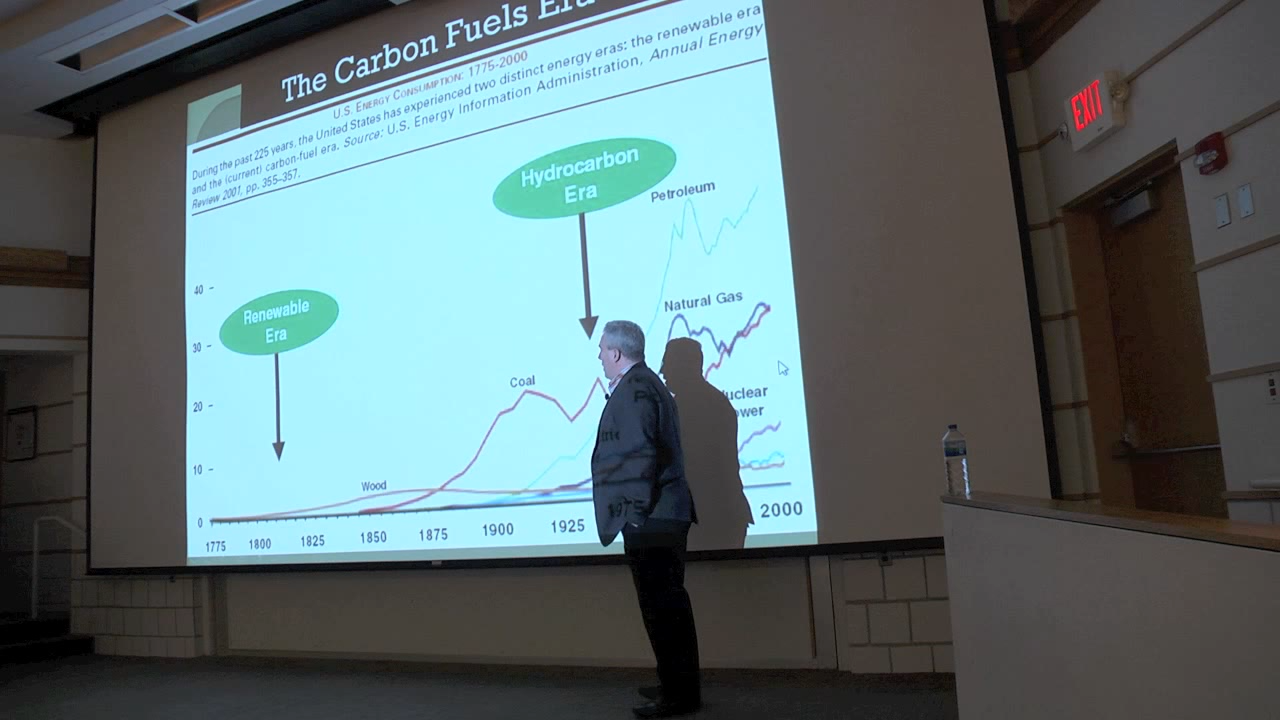 The Carbon Fuels Era
U.S. ENERGY CONSUMPTION: 1775-2000
During the past 225 years, the United States has experienced two distinct energy eras: the renewable era
and the (current) carbon-fuel era. Source: U.S. Energy Information Administration, Annual Energy
Review 2001, pp. 355–357.
Hydrocarbon
Era
Petroleum
40
Renewable
Era
Natural Gas
30
Coal
20
uclear
ower
10
Wood
0
1775 1800 1825 1850 1875 1900 1925 1975 2000
EXIT